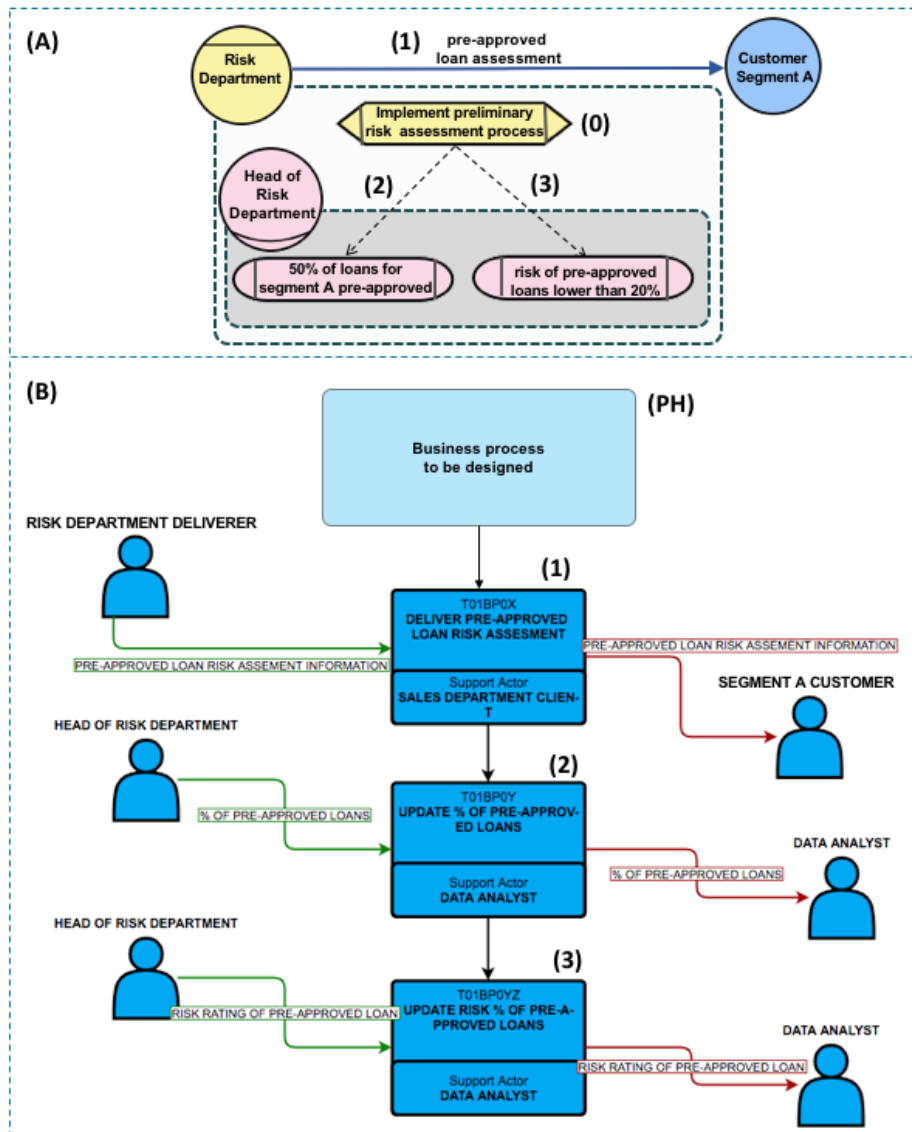 (A)
Risk
Department
(1)
pre-approved
loan assessment
Customer
Segment A
Implement preliminary
risk assessment process
(0)
Head of
Risk
Department
(2)
(3)
50% of loans for
segment A pre-approved
risk of pre-approved
loans lower than 20%
(B)
(PH)
Business process
to be designed
RISK DEPARTMENT DELIVERER
(1)
T01BP0X
DELIVER PRE-APPROVED
LOAN RISK ASSESMENT
PRE-APPROVED LOAN RISK ASSEMENT INFORMATION
PRE-APPROVED LOAN RISK ASSEMENT INFORMATION
Support Actor
SALES DEPARTMENT CLIEN-
T
SEGMENT A CUSTOMER
HEAD OF RISK DEPARTMENT
(2)
T01BP0Y
UPDATE % OF PRE-APPROV-
ED LOANS
% OF PRE-APPROVED LOANS
DATA ANALYST
% OF PRE-APPROVED LOANS
Support Actor
DATA ANALYST
HEAD OF RISK DEPARTMENT
(3)
T01BP0YZ
UPDATE RISK % OF PRE-A-
PPROVED LOANS
RISK RATING OF PRE-APPROVED LOAN
DATA ANALYST
RISK RATING OF PRE-APPROVED LOAN
Support Actor
DATA ANALYST